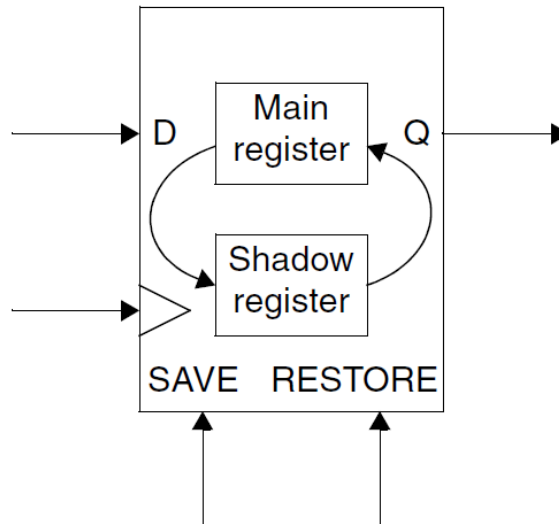 Main
register
D
Q
Shadow
register
SAVE
RESTORE